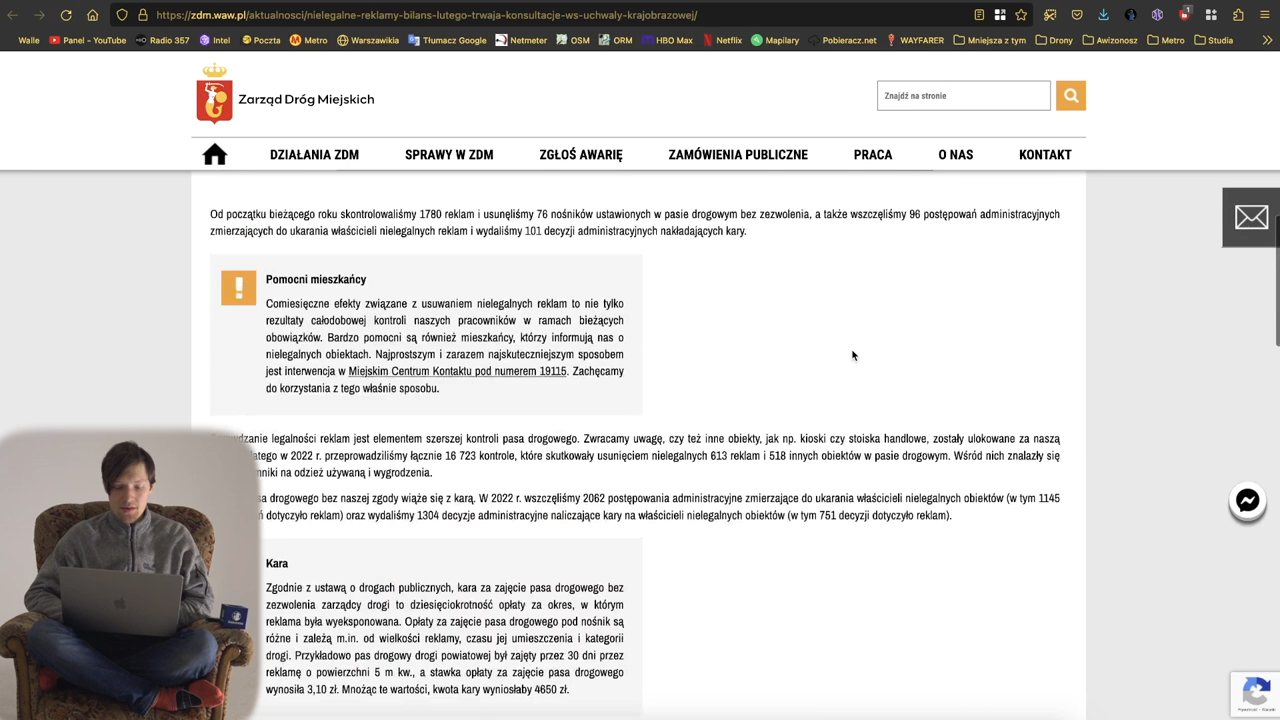 https://zdm.waw.pl/aktualnosci/nielegalne-reklamy-bilans-lutego-trwaja-konsultacje-ws-uchwaly-krajobrazowej/
Walle Panel - YouTube Radio 357 Intel Poczta Metro Warszawikia Tłumacz Google Netmeter OSM ORM HBO Max Netflix Mapilary Pobieracz.net WAYFARER Mniejsza z tym Drony Awizonosz Metro Studia
Zarząd Dróg Miejskich
Znajdź na stronie
DZIAŁANIA ZDM SPRAWY W ZDM ZGŁOŚ AWARIĘ ZAMÓWIENIA PUBLICZNE PRACA O NAS KONTAKT
Od początku bieżącego roku skontrolowaliśmy 1780 reklam i usunęliśmy 76 nośników ustawionych w pasie drogowym bez zezwolenia, a także wszczęliśmy 96 postępowań administracyjnych
zmierzających do ukarania właścicieli nielegalnych reklam i wydaliśmy 101 decyzji administracyjnych nakładających kary.
Pomocni mieszkańcy
Comiesięczne efekty związane z usuwaniem nielegalnych reklam to nie tylko
rezultaty całodobowej kontroli naszych pracowników w ramach bieżących
obowiązków. Bardzo pomocni są również mieszkańcy, którzy informują nas o
nielegalnych obiektach. Najprostszym i zarazem najskuteczniejszym sposobem
jest interwencja w Miejskim Centrum Kontaktu pod numerem 19115. Zachęcamy
do korzystania z tego właśnie sposobu.
legalności reklam jest elementem szerszej kontroli pasa drogowego. Zwracamy uwagę, czy też inne obiekty, jak np. kioski czy stoiska handlowe, zostały ulokowane za naszą
w 2022 r. przeprowadziliśmy łącznie 16 723 kontrole, które skutkowały usunięciem nielegalnych 613 reklam i 518 innych obiektów w pasie drogowym. Wśród nich znalazły się
na odzież używaną i wygrodzenia.
drogowego bez naszej zgody wiąże się z karą. W 2022 r. wszczęliśmy 2062 postępowania administracyjne zmierzające do ukarania właścicieli nielegalnych obiektów (w tym 1145
dotyczyło reklam) oraz wydaliśmy 1304 decyzje administracyjne naliczające kary na właścicieli nielegalnych obiektów (w tym 751 decyzji dotyczyło reklam).
Kara
Zgodnie z ustawą o drogach publicznych, kara za zajęcie pasa drogowego bez
zezwolenia zarządcy drogi to dziesięciokrotność opłaty za okres, w którym
reklama była wyeksponowana. Opłaty za zajęcie pasa drogowego pod nośnik są
różne i zależą m.in. od wielkości reklamy, czasu jej umieszczenia i kategorii
drogi. Przykładowo pas drogowy drogi powiatowej był zajęty przez 30 dni przez
reklamę o powierzchni 5 m kw., a stawka opłaty za zajęcie pasa drogowego
wynosiła 3,10 zł. Mnożąc te wartości, kwota kary wyniosłaby 4650 zł.